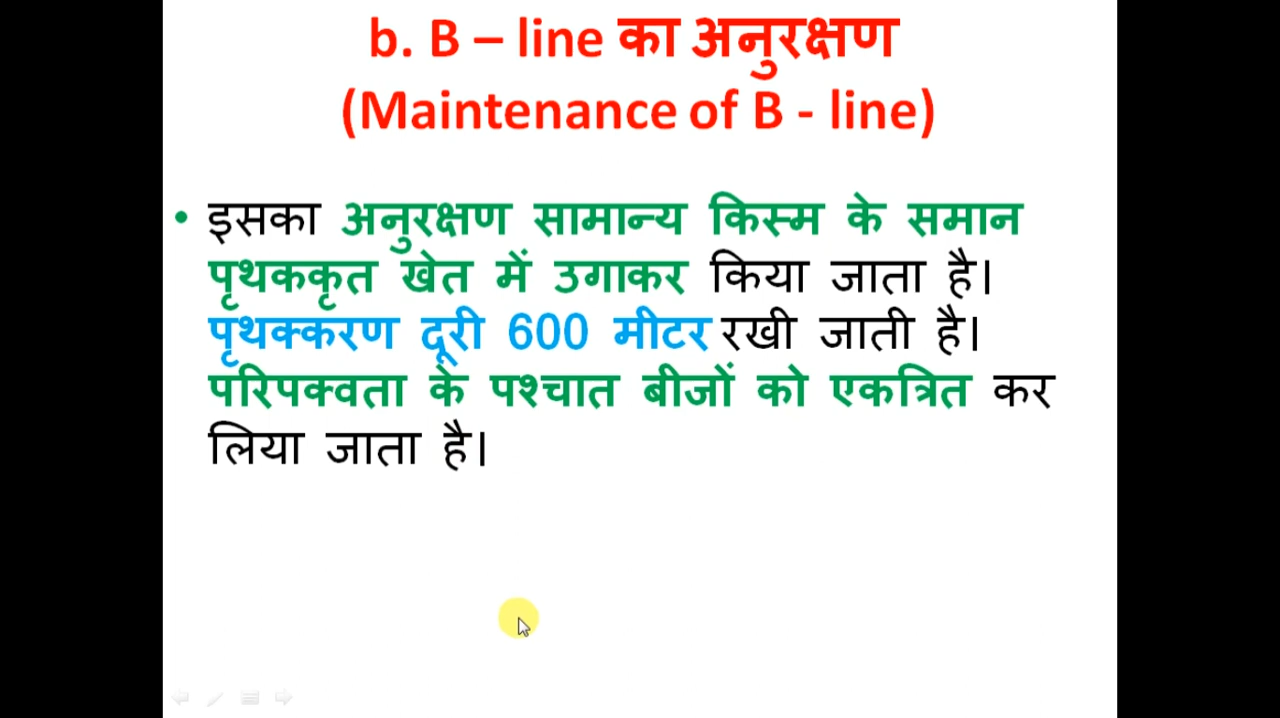 b. B – line का अनुरक्षण
(Maintenance of B - line)
• इसका अनुरक्षण सामान्य किस्म के समान
पृथककृत खेत में उगाकर किया जाता है।
पृथक्करण दूरी 600 मीटर रखी जाती है।
परिपक्वता के पश्चात बीजों को एकत्रित कर
लिया जाता है।